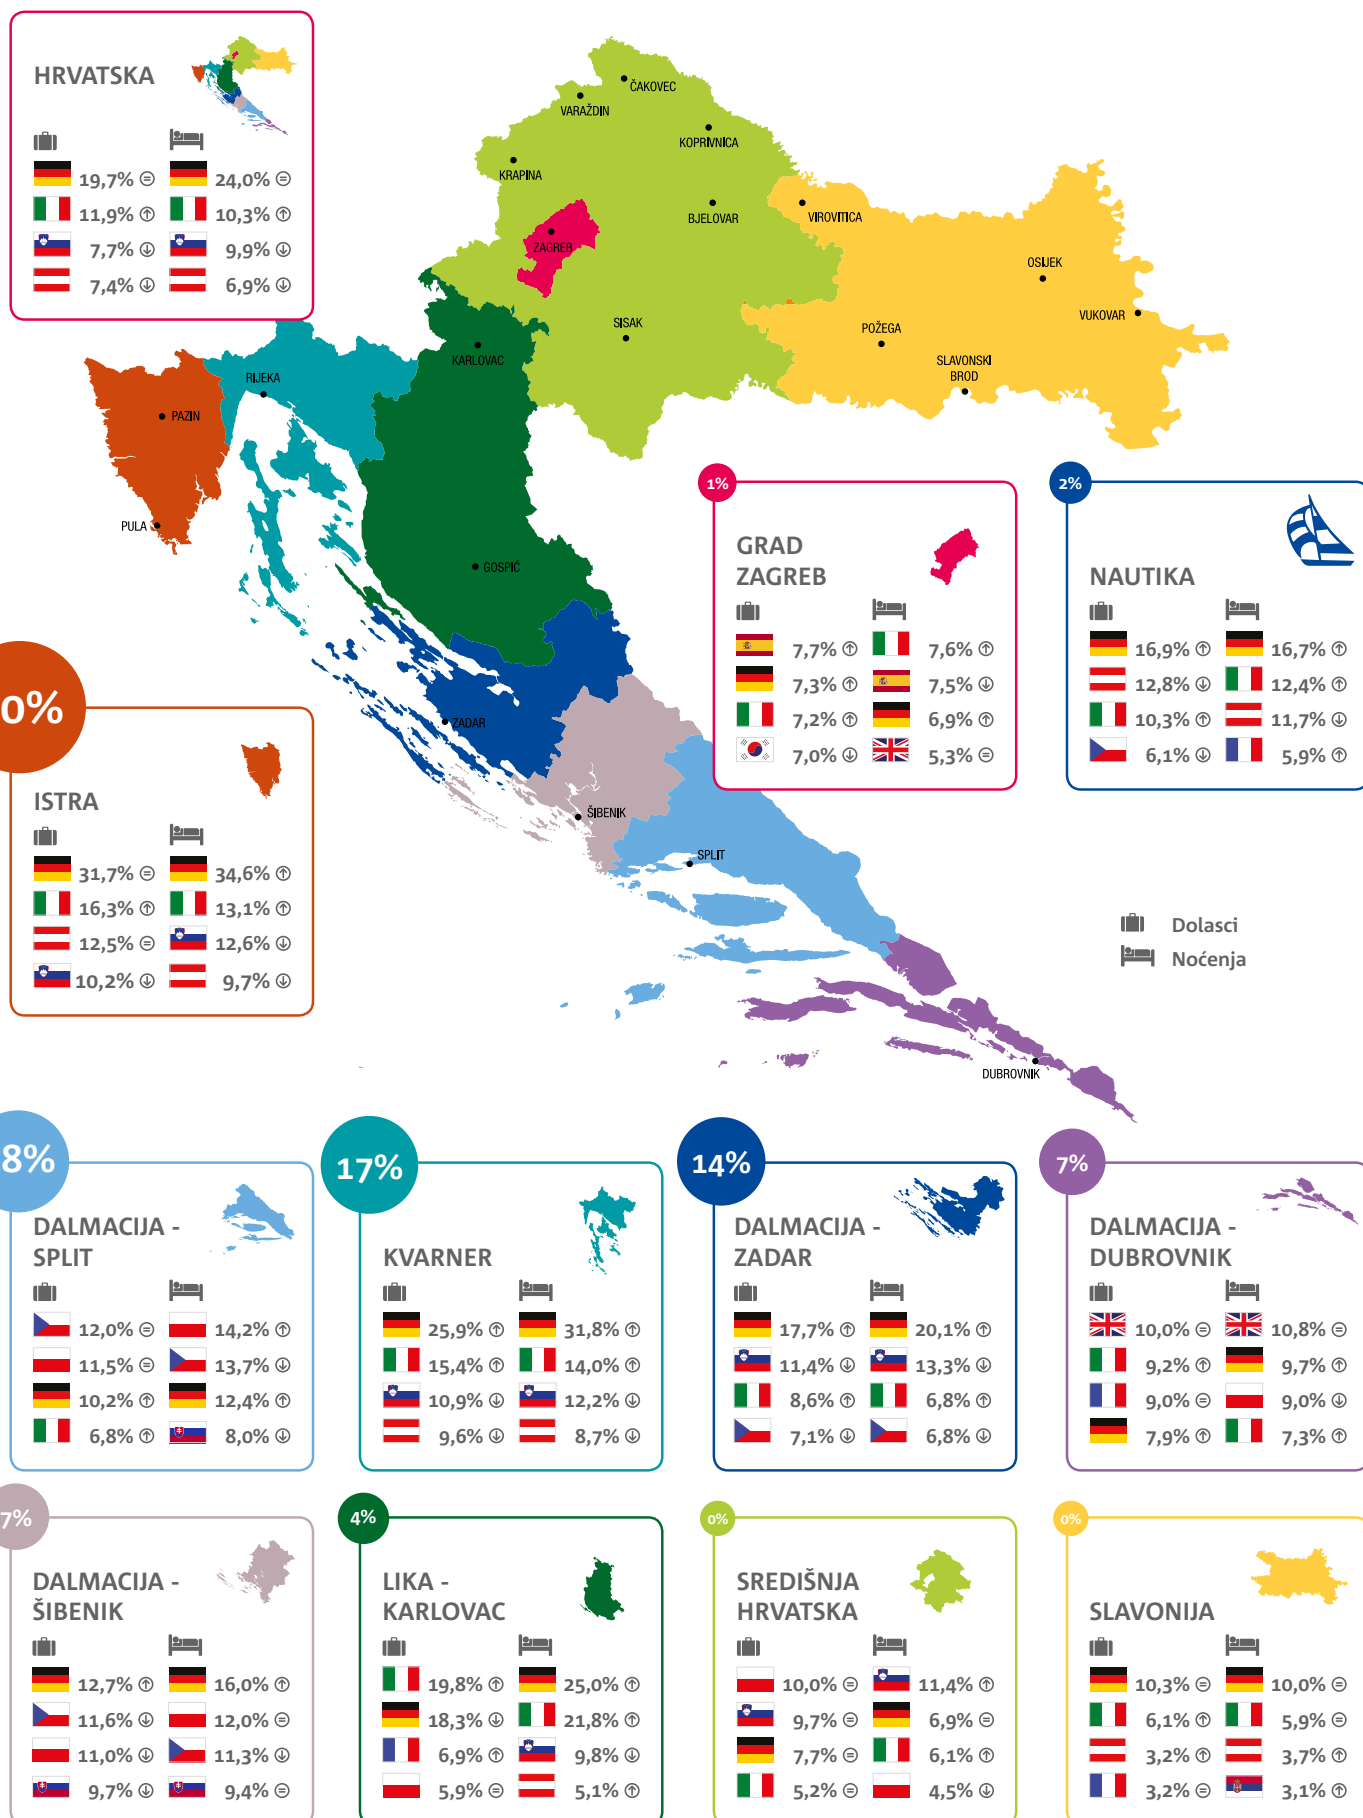 HRVATSKA
19,7% 24,0%
11,9% 10,3%
7,7% 9,9%
7,4% 6,9%
ČAKOVEC
VARAŽDIN
KOPRIVNICA
KRAPINA
BJELOVAR
VIROVITICA
ZAGREB
OSIJEK
VUKOVAR
SISAK
POŽEGA
KARLOVAC
SLAVONSKI
BROD
RIJEKA
PAZIN
PULA
GOSPIĆ
ZADAR
ŠIBENIK
SPLIT
DUBROVNIK
1%
GRAD
ZAGREB
7,7% 7,6%
7,3% 7,5%
7,2% 6,9%
7,0% 5,3%
2%
NAUTIKA
16,9% 16,7%
12,8% 12,4%
10,3% 11,7%
6,1% 5,9%
0%
ISTRA
31,7% 34,6%
16,3% 13,1%
12,5% 12,6%
10,2% 9,7%
Dolasci
Noćenja
8%
DALMACIJA -
SPLIT
12,0% 14,2%
11,5% 13,7%
10,2% 12,4%
6,8% 8,0%
17%
KVARNER
25,9% 31,8%
15,4% 14,0%
10,9% 12,2%
9,6% 8,7%
14%
DALMACIJA -
ZADAR
17,7% 20,1%
11,4% 13,3%
8,6% 6,8%
7,1% 6,8%
7%
DALMACIJA -
DUBROVNIK
10,0% 10,8%
9,2% 9,7%
9,0% 9,0%
7,9% 7,3%
7%
DALMACIJA -
ŠIBENIK
12,7% 16,0%
11,6% 12,0%
11,0% 11,3%
9,7% 9,4%
4%
LIKA -
KARLOVAC
19,8% 25,0%
18,3% 21,8%
6,9% 9,8%
5,9% 5,1%
0%
SREDIŠNJA
HRVATSKA
10,0% 11,4%
9,7% 6,9%
7,7% 6,1%
5,2% 4,5%
0%
SLAVONIJA
10,3% 10,0%
6,1% 5,9%
3,2% 3,7%
3,2% 3,1%